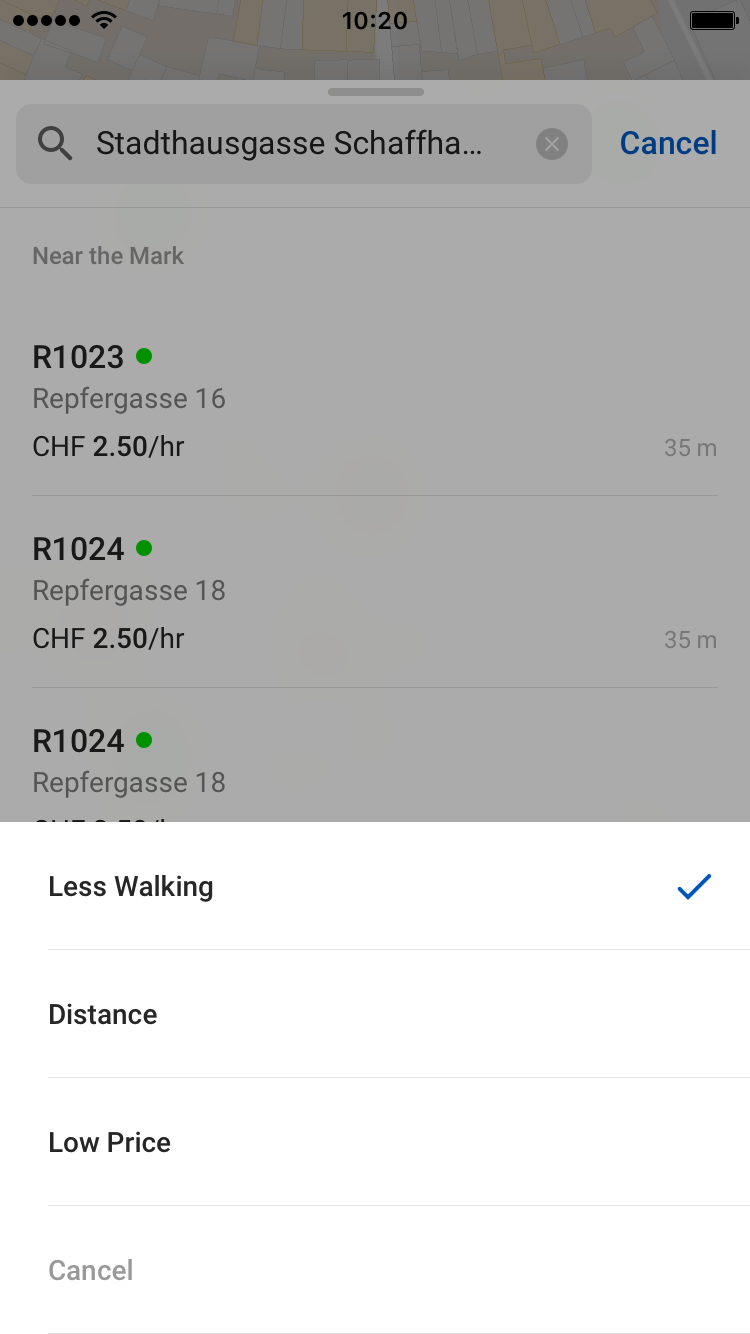 10:20
Stadthausgasse Schaffha...
Cancel
Near the Mark
R1023
Repfergasse 16
CHF 2.50/hr
35 m
R1024
Repfergasse 18
CHF 2.50/hr
35 m
R1024
Repfergasse 18
Less Walking
Distance
Low Price
Cancel